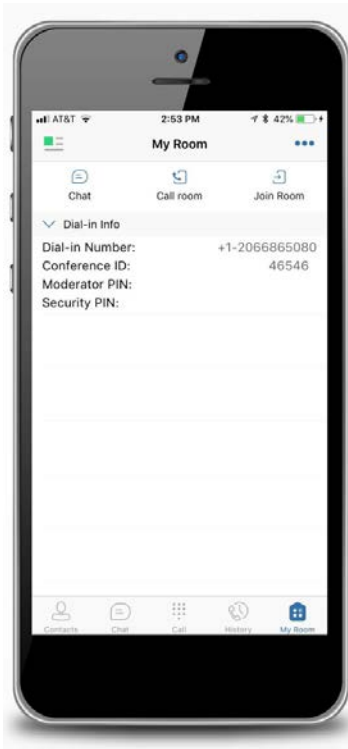 AT&T 2:53 PM 42%
My Room
Chat Call room Join Room
Dial-in Info
Dial-in Number: +1-2066865080
Conference ID: 46546
Moderator PIN:
Security PIN:
Contacts Chat Call History My Room